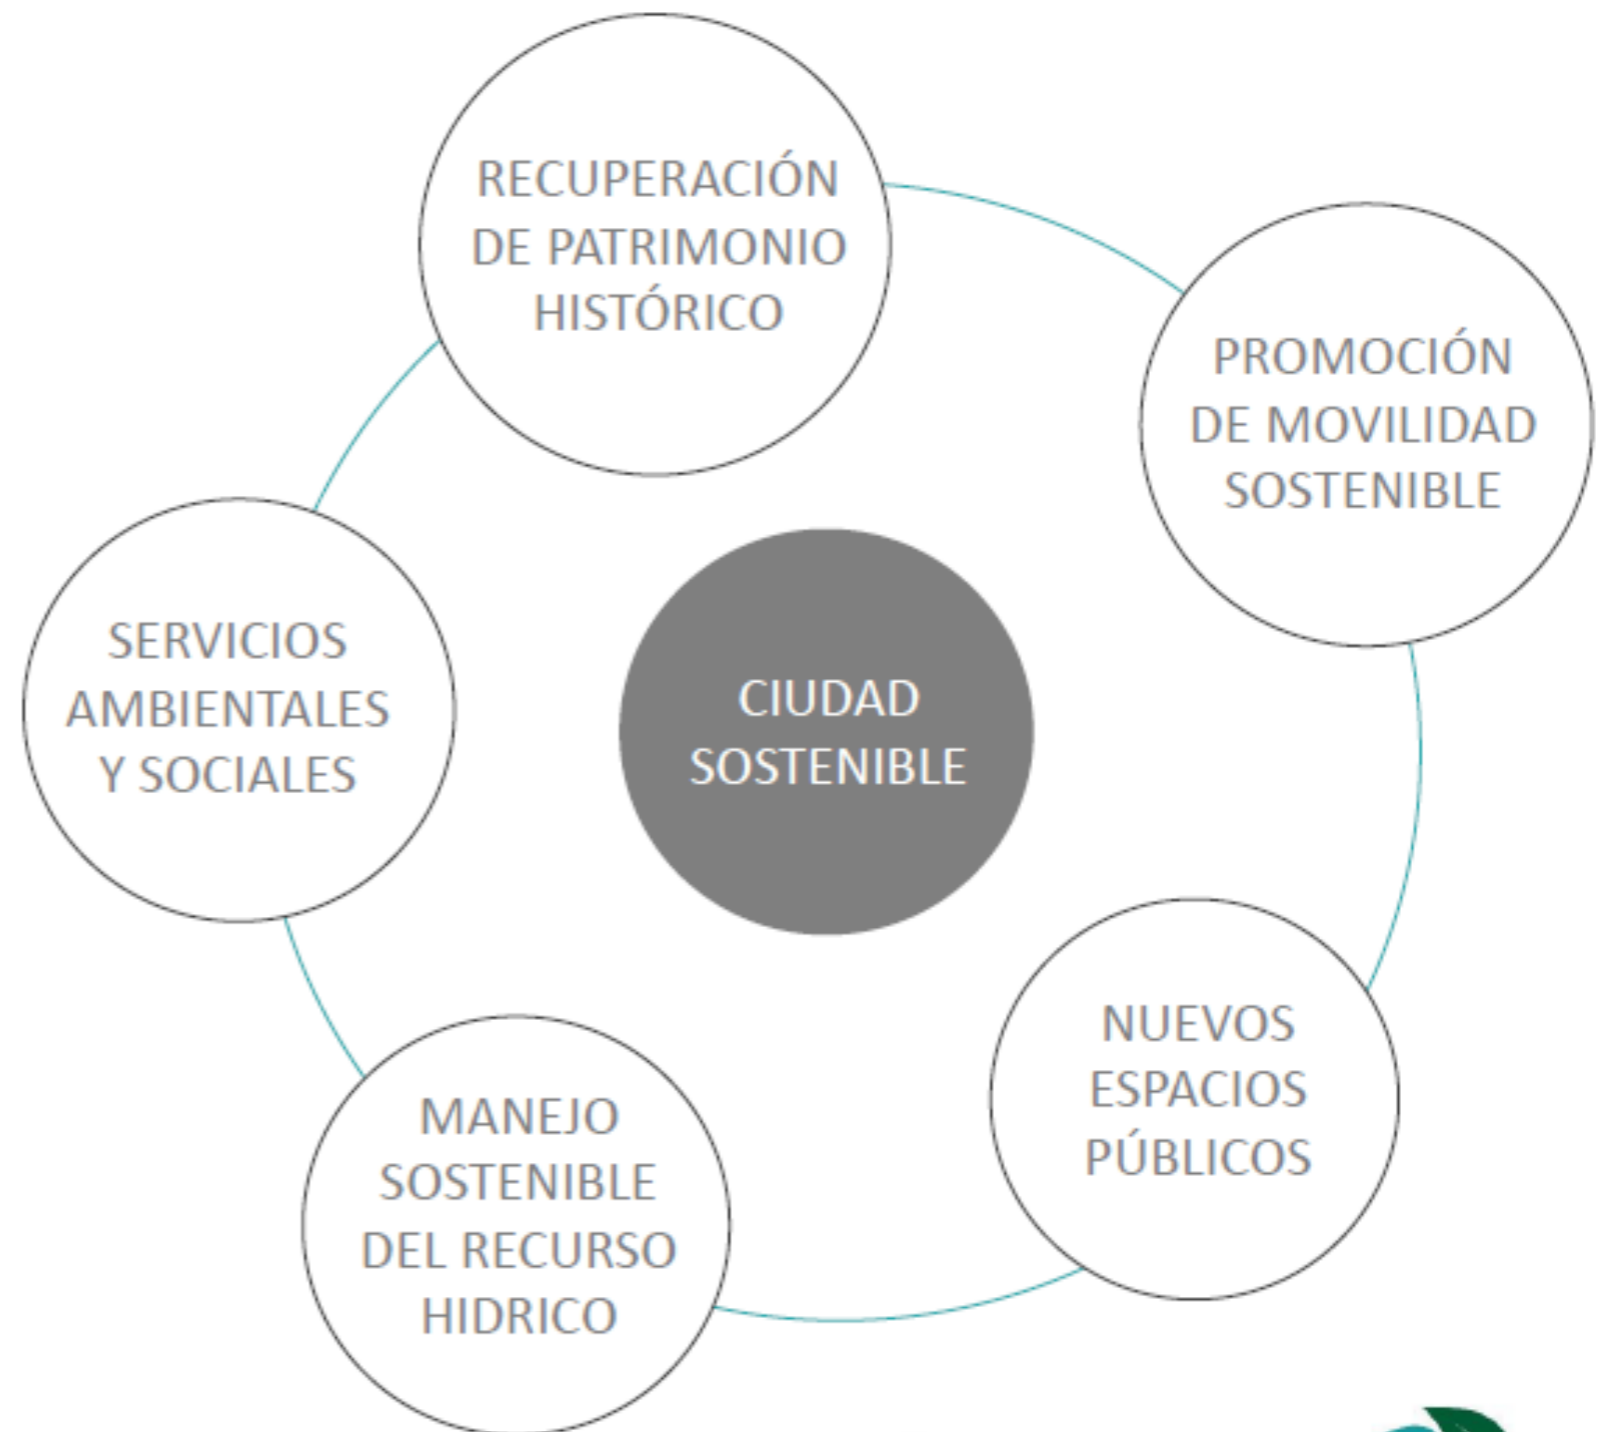 RECUPERACIÓN
DE PATRIMONIO
HISTÓRICO
PROMOCIÓN
DE MOVILIDAD
SOSTENIBLE
SERVICIOS
AMBIENTALES
Y SOCIALES
CIUDAD
SOSTENIBLE
NUEVOS
ESPACIOS
PÚBLICOS
MANEJO
SOSTENIBLE
DEL RECURSO
HIDRICO